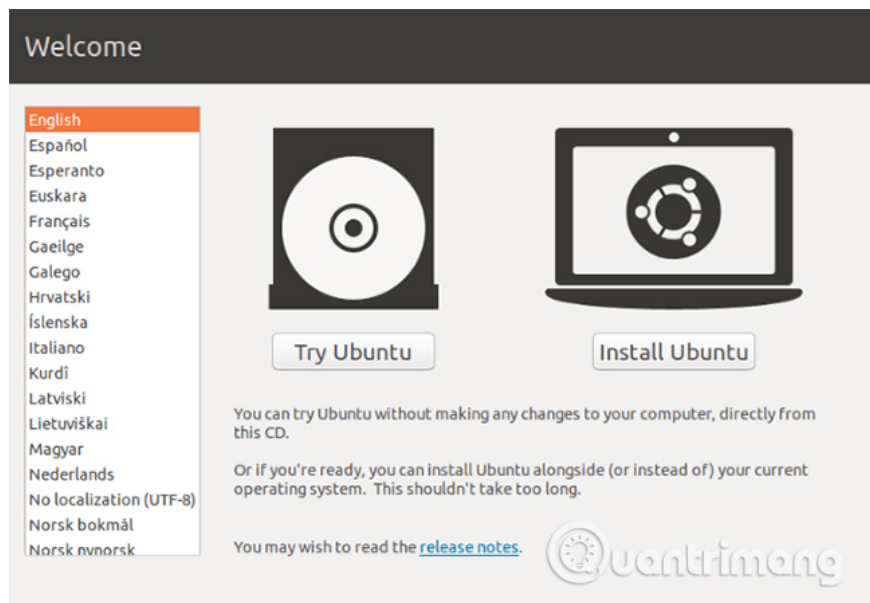 Welcome
English
Español
Esperanto
Euskara
Français
Gaeilge
Galego
Hrvatski
Íslenska
Italiano
Kurdî
Latviski
Lietuviškai
Magyar
Nederlands
No localization (UTF-8)
Norsk bokmål
Norsk nynorsk
Try Ubuntu
Install Ubuntu
You can try Ubuntu without making any changes to your computer, directly from
this CD.
Or if you're ready, you can install Ubuntu alongside (or instead of) your current
operating system. This shouldn't take too long.
You may wish to read the release notes.
Quantrimang